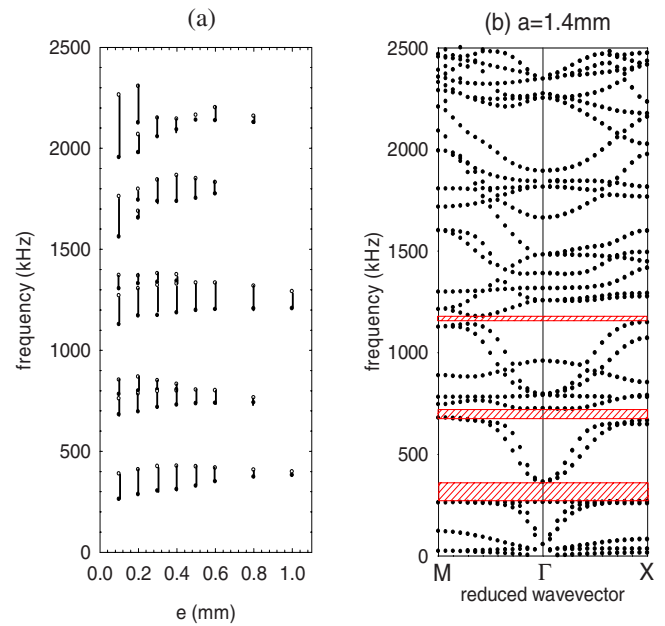 (a)
2500
2000
1500
1000
500
0
frequency (kHz)
0.0 0.2 0.4 0.6 0.8 1.0
e (mm)
(b) a=1.4mm
2500
2000
1500
1000
500
0
frequency (kHz)
M Γ X
reduced wavevector